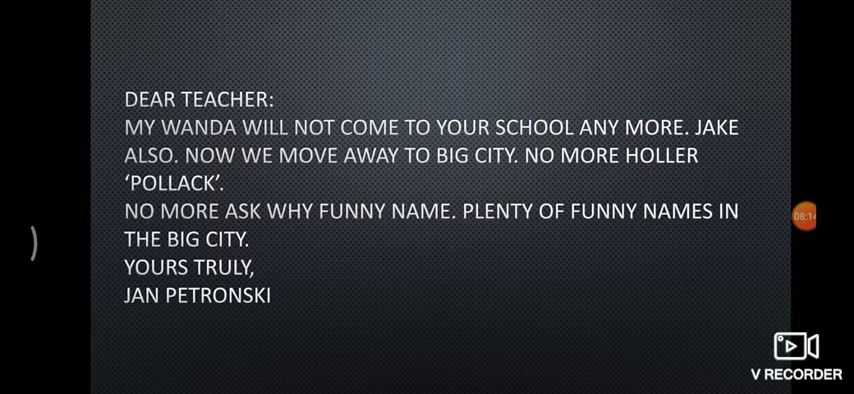 DEAR TEACHER:
MY WANDA WILL NOT COME TO YOUR SCHOOL ANY MORE. JAKE
ALSO. NOW WE MOVE AWAY TO BIG CITY. NO MORE HOLLER
‘POLLACK’.
NO MORE ASK WHY FUNNY NAME. PLENTY OF FUNNY NAMES IN
THE BIG CITY.
YOURS TRULY,
JAN PETRONSKI
08:14
V RECORDER